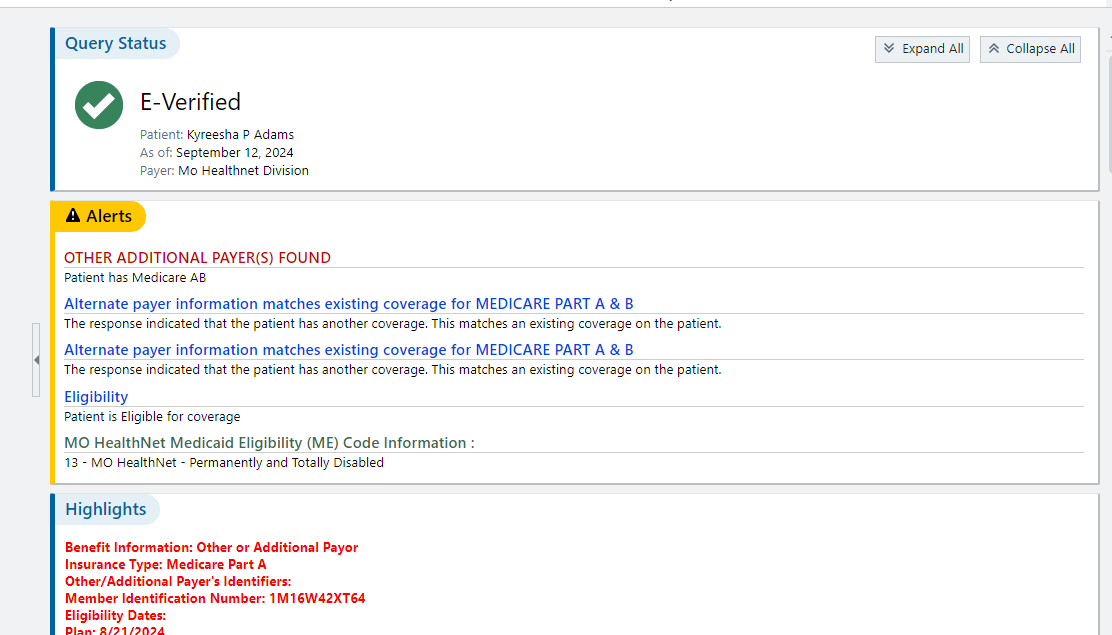 Query Status
Expand All
Collapse All
E-Verified
Patient: Kyreesha P Adams
As of: September 12, 2024
Payer: Mo Healthnet Division
Alerts
OTHER ADDITIONAL PAYER(S) FOUND
Patient has Medicare AB
Alternate payer information matches existing coverage for MEDICARE PART A & B
The response indicated that the patient has another coverage. This matches an existing coverage on the patient.
Alternate payer information matches existing coverage for MEDICARE PART A & B
The response indicated that the patient has another coverage. This matches an existing coverage on the patient.
Eligibility
Patient is Eligible for coverage
MO HealthNet Medicaid Eligibility (ME) Code Information :
13 - MO HealthNet - Permanently and Totally Disabled
Highlights
Benefit Information: Other or Additional Payor
Insurance Type: Medicare Part A
Other/Additional Payer's Identifiers:
Member Identification Number: 1M16W42XT64
Eligibility Dates:
Plan: 8/21/2024